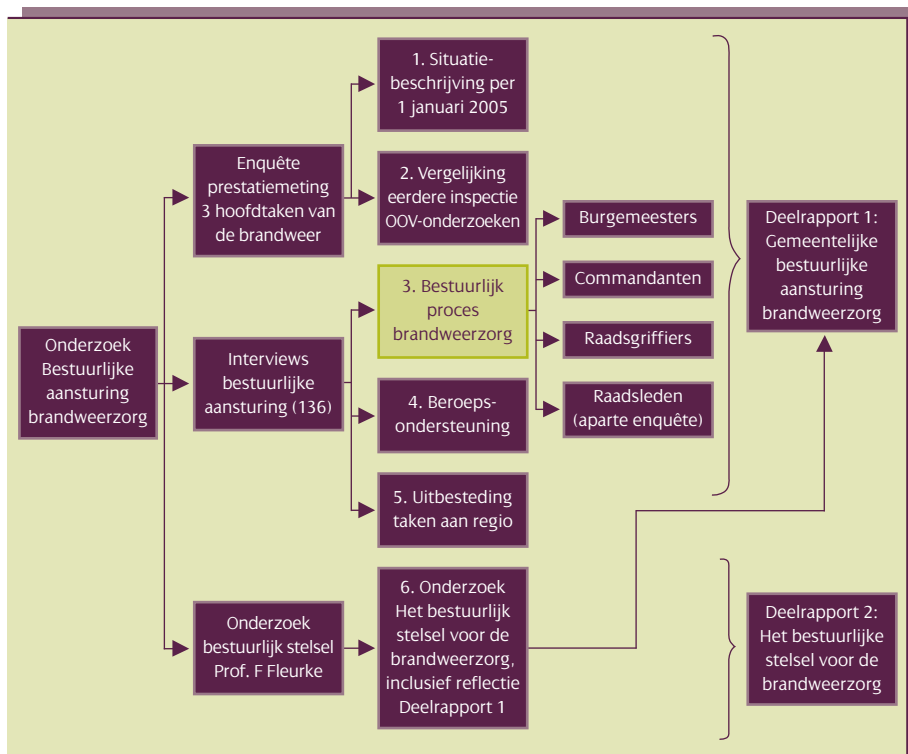 Onderzoek
Bestuurlijke
aansturing
brandweerzorg
Enquête
prestatiemeting
3 hoofdtaken van
de brandweer
Interviews
bestuurlijke
aansturing (136)
Onderzoek
bestuurlijk stelsel
Prof. F Fleurke
1. Situatie-
beschrijving per
1 januari 2005
2. Vergelijking
eerdere inspectie
OOV-onderzoeken
3. Bestuurlijk
proces
brandweerzorg
4. Beroeps-
ondersteuning
5. Uitbesteding
taken aan regio
6. Onderzoek
Het bestuurlijk
stelsel voor de
brandweerzorg,
inclusief reflectie
Deelrapport 1
Burgemeesters
Commandanten
Raadsgriffiers
Raadsleden
(aparte enquête)
Deelrapport 1:
Gemeentelijke
bestuurlijke
aansturing
brandweerzorg
Deelrapport 2:
Het bestuurlijke
stelsel voor de
brandweerzorg